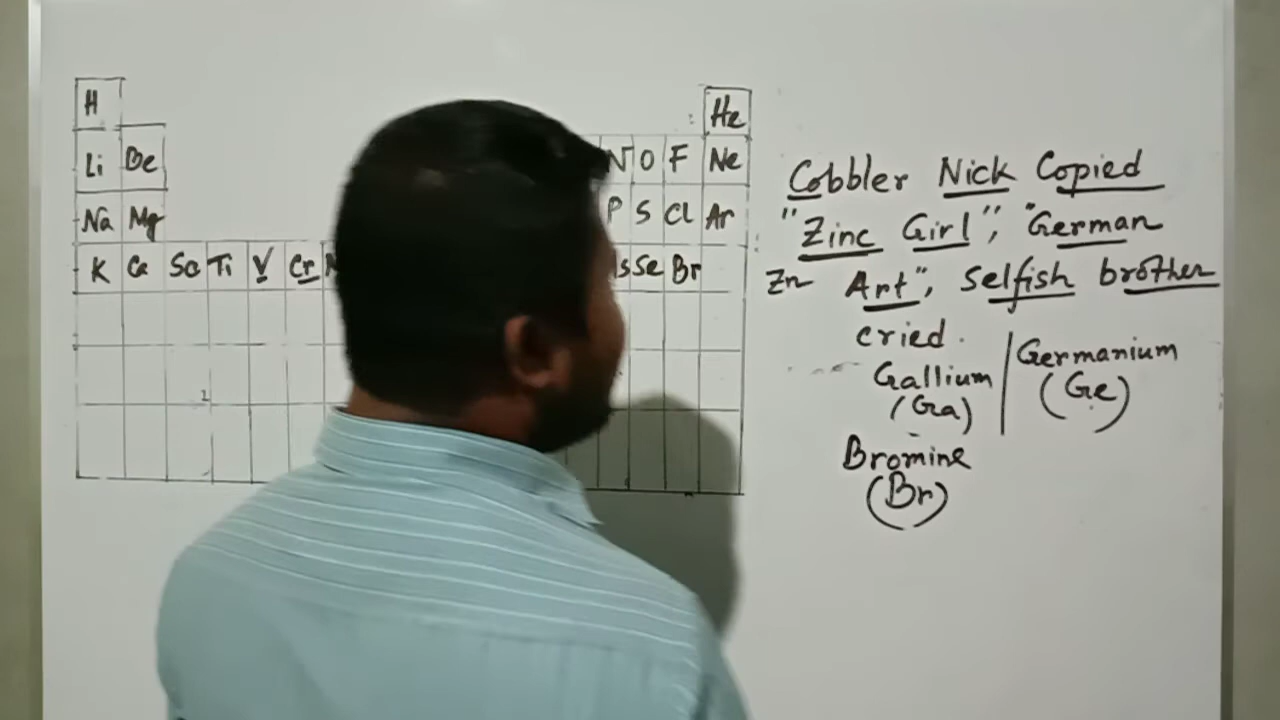 H He
Li Be N O F Ne
Na Mg P S Cl Ar
K Ca Sc Ti V Cr Se Br
Cobbler Nick Copied
"Zinc Girl", "German
Zn Art", Selfish brother
cried.
Gallium
(Ga)
Germanium
(Ge)
Bromine
(Br)